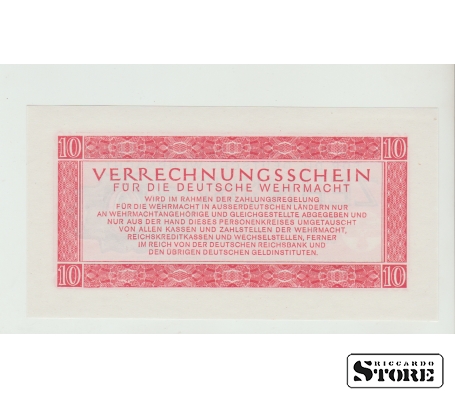 10 10
VERRECHNUNGSSCHEIN
FÜR DIE DEUTSCHE WEHRMACHT
WIRD IM RAHMEN DER ZAHLUNGSREGELUNG
FÜR DIE WEHRMACHT IN AUSSERDEUTSCHEN LÄNDERN NUR
AN WEHRMACHTANGEHÖRIGE UND GLEICHGESTELLTE ABGEGEBEN UND
NUR AUS DER HAND DIESES PERSONENKREISES UMGETAUSCHT
VON ALLEN KASSEN UND ZAHLSTELLEN DER WEHRMACHT,
REICHSKREDITKASSEN UND WECHSELSTELLEN, FERNER
IM REICH VON DER DEUTSCHEN REICHSBANK UND
DEN ÜBRIGEN DEUTSCHEN GELDINSTITUTEN.
10 10
RICCARDO
STORE